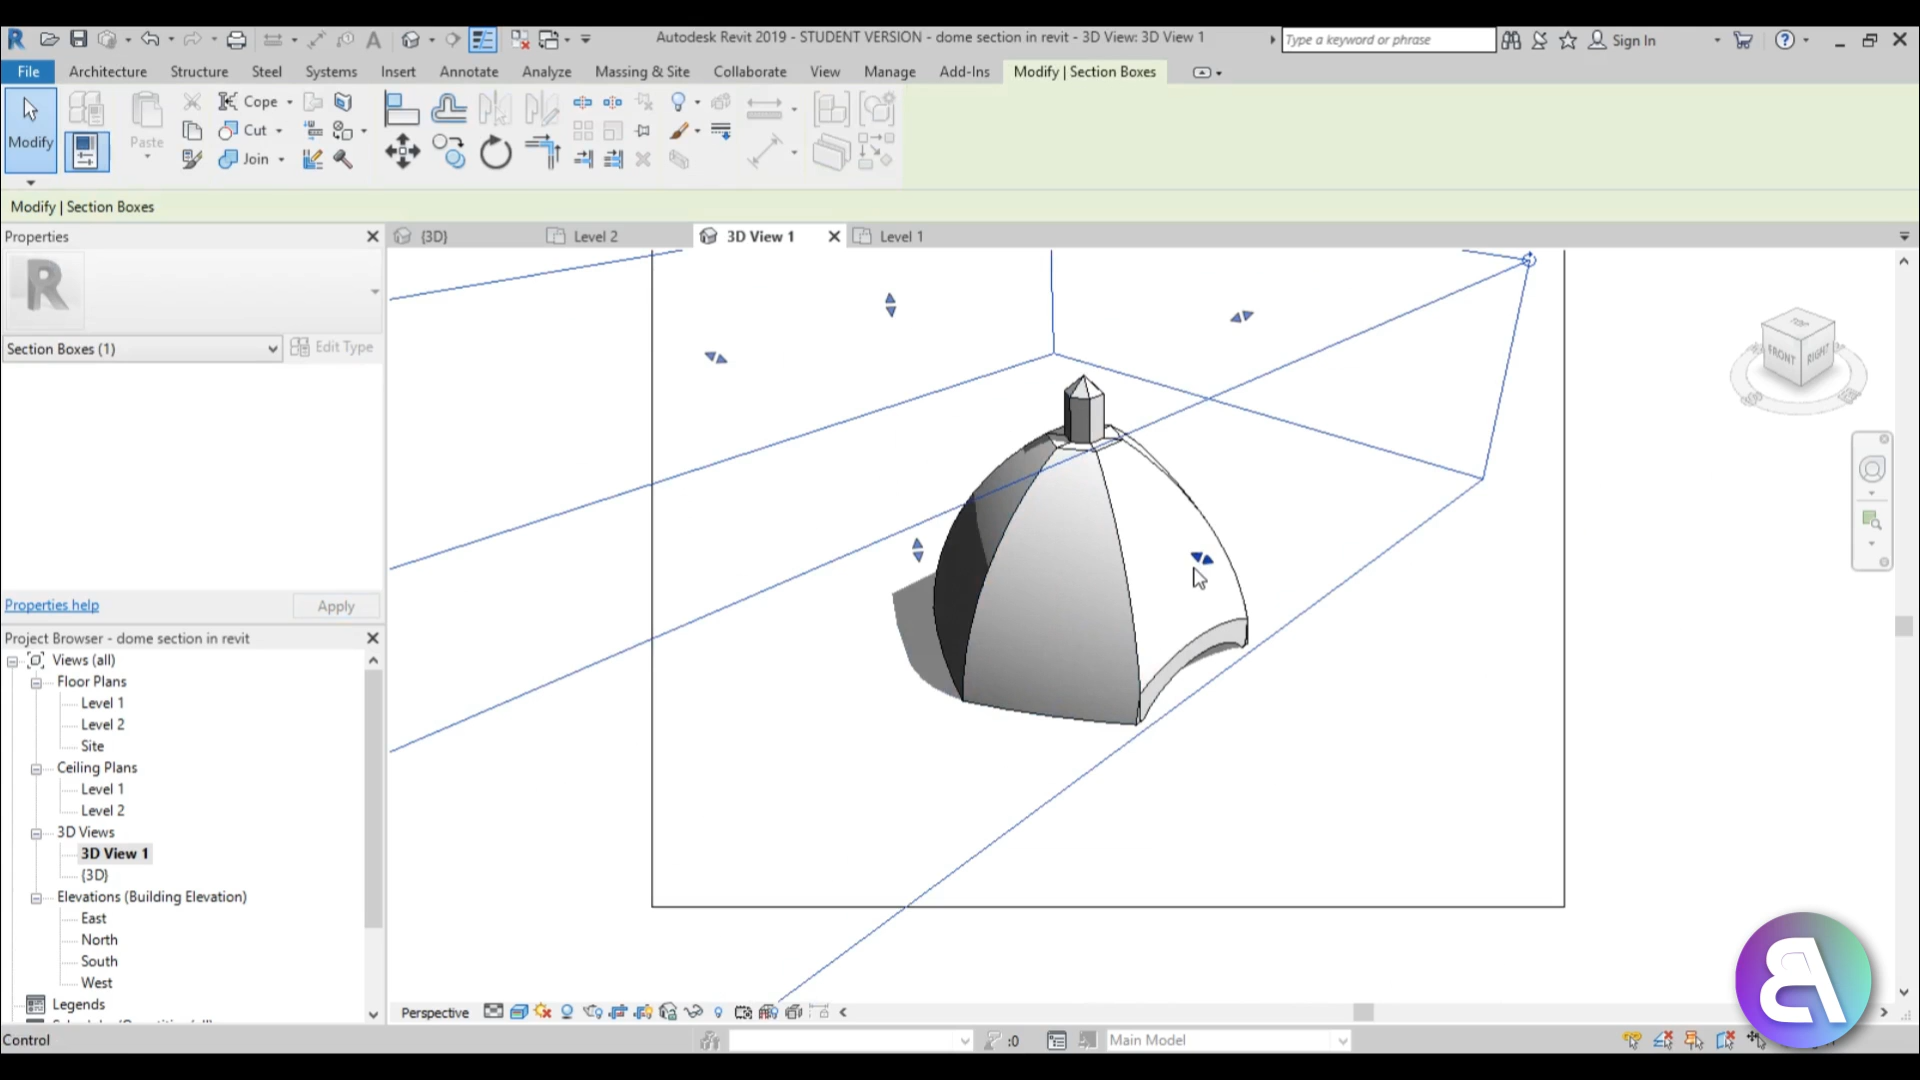 Autodesk Revit 2019 - STUDENT VERSION - dome section in revit - 3D View: 3D View 1
Type a keyword or phrase
Sign In
File
Architecture
Structure
Steel
Systems
Insert
Annotate
Analyze
Massing & Site
Collaborate
View
Manage
Add-Ins
Modify | Section Boxes
Modify
Paste
Cope
Cut
Join
Modify | Section Boxes
Properties
{3D}
Level 2
3D View 1
Level 1
R
Section Boxes (1)
Edit Type
TOP
FRONT
RIGHT
Properties help
Apply
Project Browser - dome section in revit
Views (all)
Floor Plans
Level 1
Level 2
Site
Ceiling Plans
Level 1
Level 2
3D Views
3D View 1
{3D}
Elevations (Building Elevation)
East
North
South
West
Legends
Perspective
Control
:0
Main Model